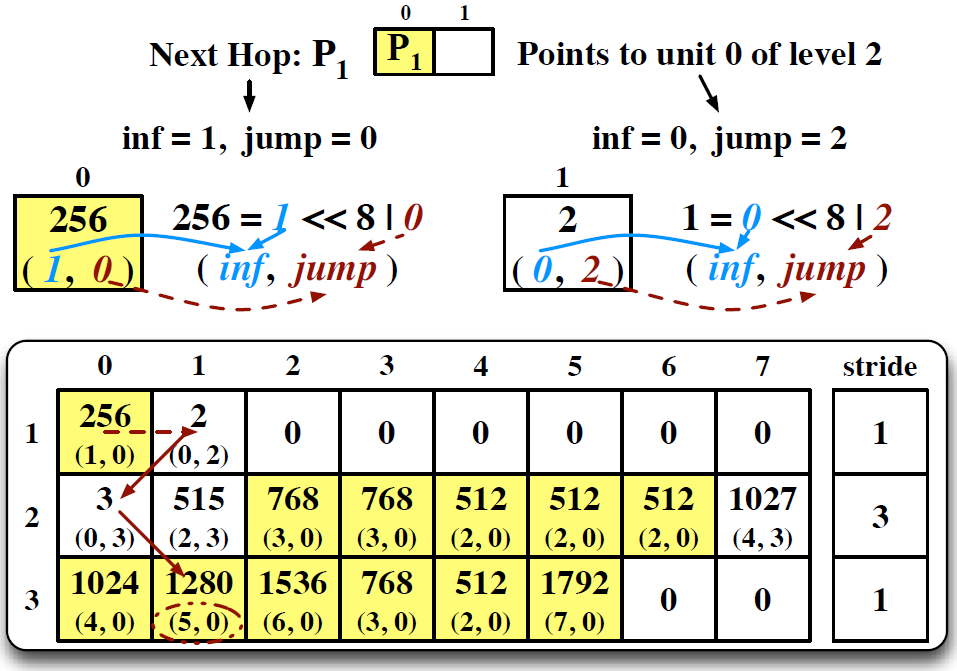 0 1
Next Hop: P1 P1 Points to unit 0 of level 2
inf = 1, jump = 0 inf = 0, jump = 2
0 1
256 256 = 1 << 8 | 0 2 1 = 0 << 8 | 2
( 1, 0 ) ( inf, jump ) ( 0, 2 ) ( inf, jump )
0 1 2 3 4 5 6 7 stride
1 256 2 0 0 0 0 0 0 1
(1, 0) (0, 2)
2 3 515 768 768 512 512 512 1027 3
(0, 3) (2, 3) (3, 0) (3, 0) (2, 0) (2, 0) (2, 0) (4, 3)
3 1024 1280 1536 768 512 1792 0 0 1
(4, 0) (5, 0) (6, 0) (3, 0) (2, 0) (7, 0)